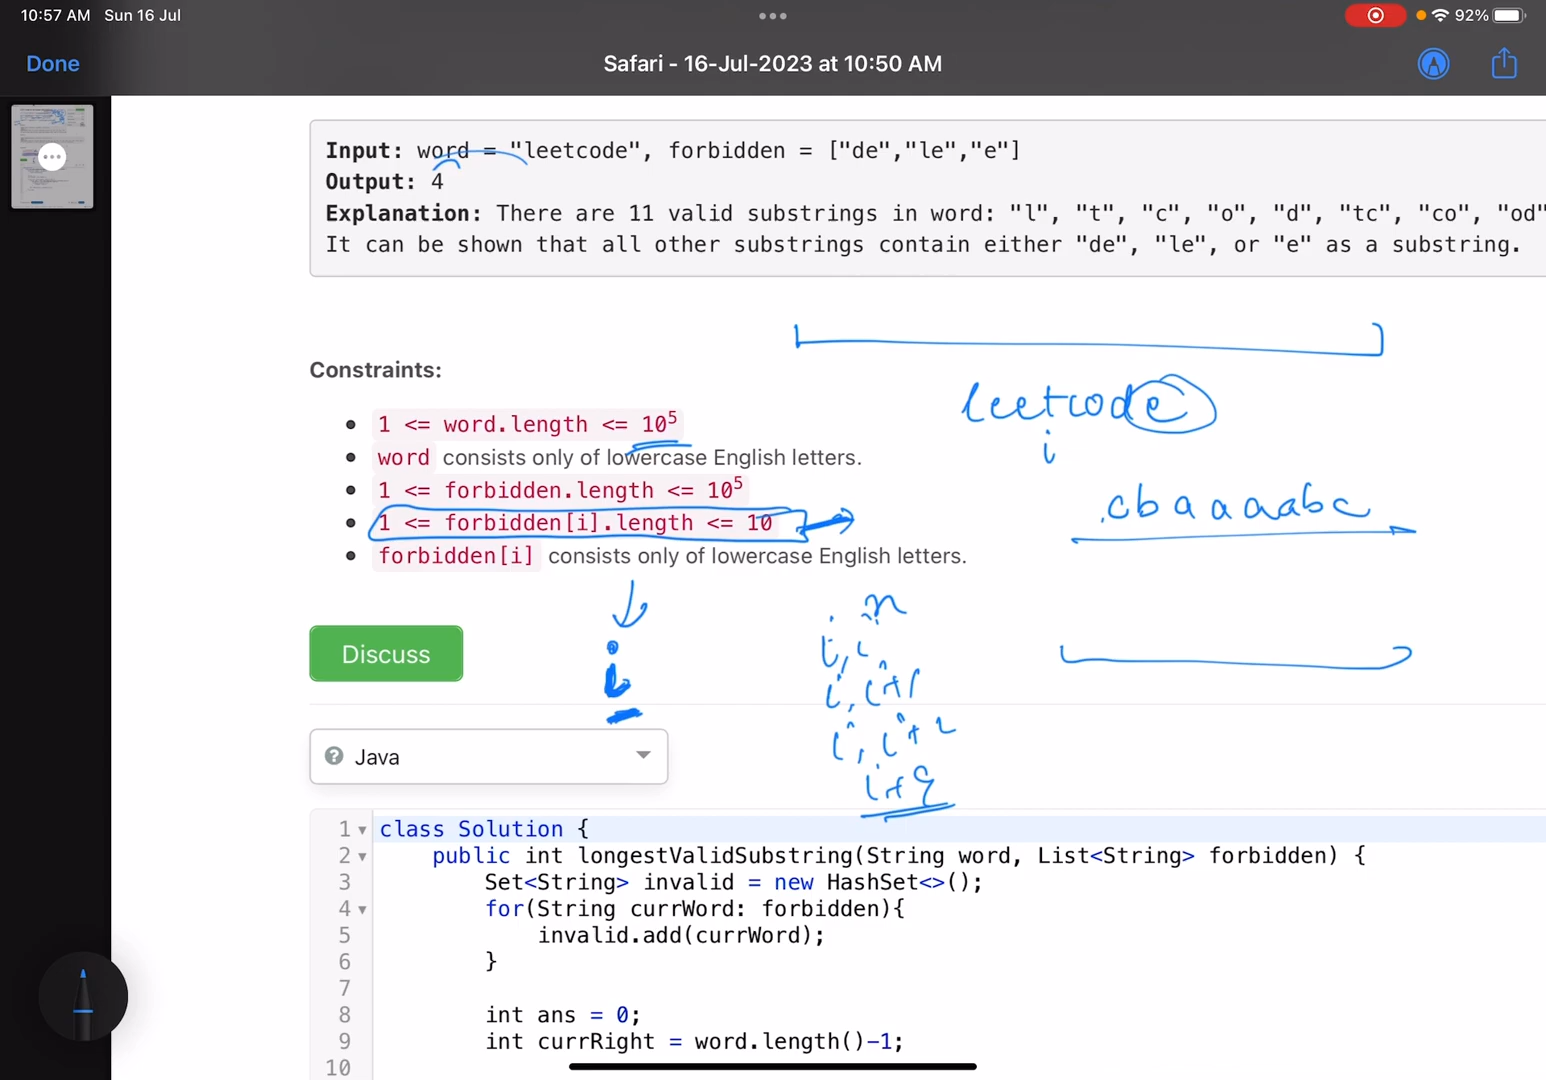 10:57 AM Sun 16 Jul
92%
Done
Safari - 16-Jul-2023 at 10:50 AM
Input: word = "leetcode", forbidden = ["de","le","e"]
Output: 4
Explanation: There are 11 valid substrings in word: "l", "t", "c", "o", "d", "tc", "co", "od"
It can be shown that all other substrings contain either "de", "le", or "e" as a substring.
Constraints:
1 <= word.length <= 10⁵
word consists only of lowercase English letters.
1 <= forbidden.length <= 10⁵
1 <= forbidden[i].length <= 10
forbidden[i] consists only of lowercase English letters.
leetcode
i
cbaaaabc
n
i, i
i, i+1
i, i+2
i+9
Discuss
Java
1 class Solution {
2 public int longestValidSubstring(String word, List<String> forbidden) {
3 Set<String> invalid = new HashSet<>();
4 for(String currWord: forbidden){
5 invalid.add(currWord);
6 }
7
8 int ans = 0;
9 int currRight = word.length()-1;
10